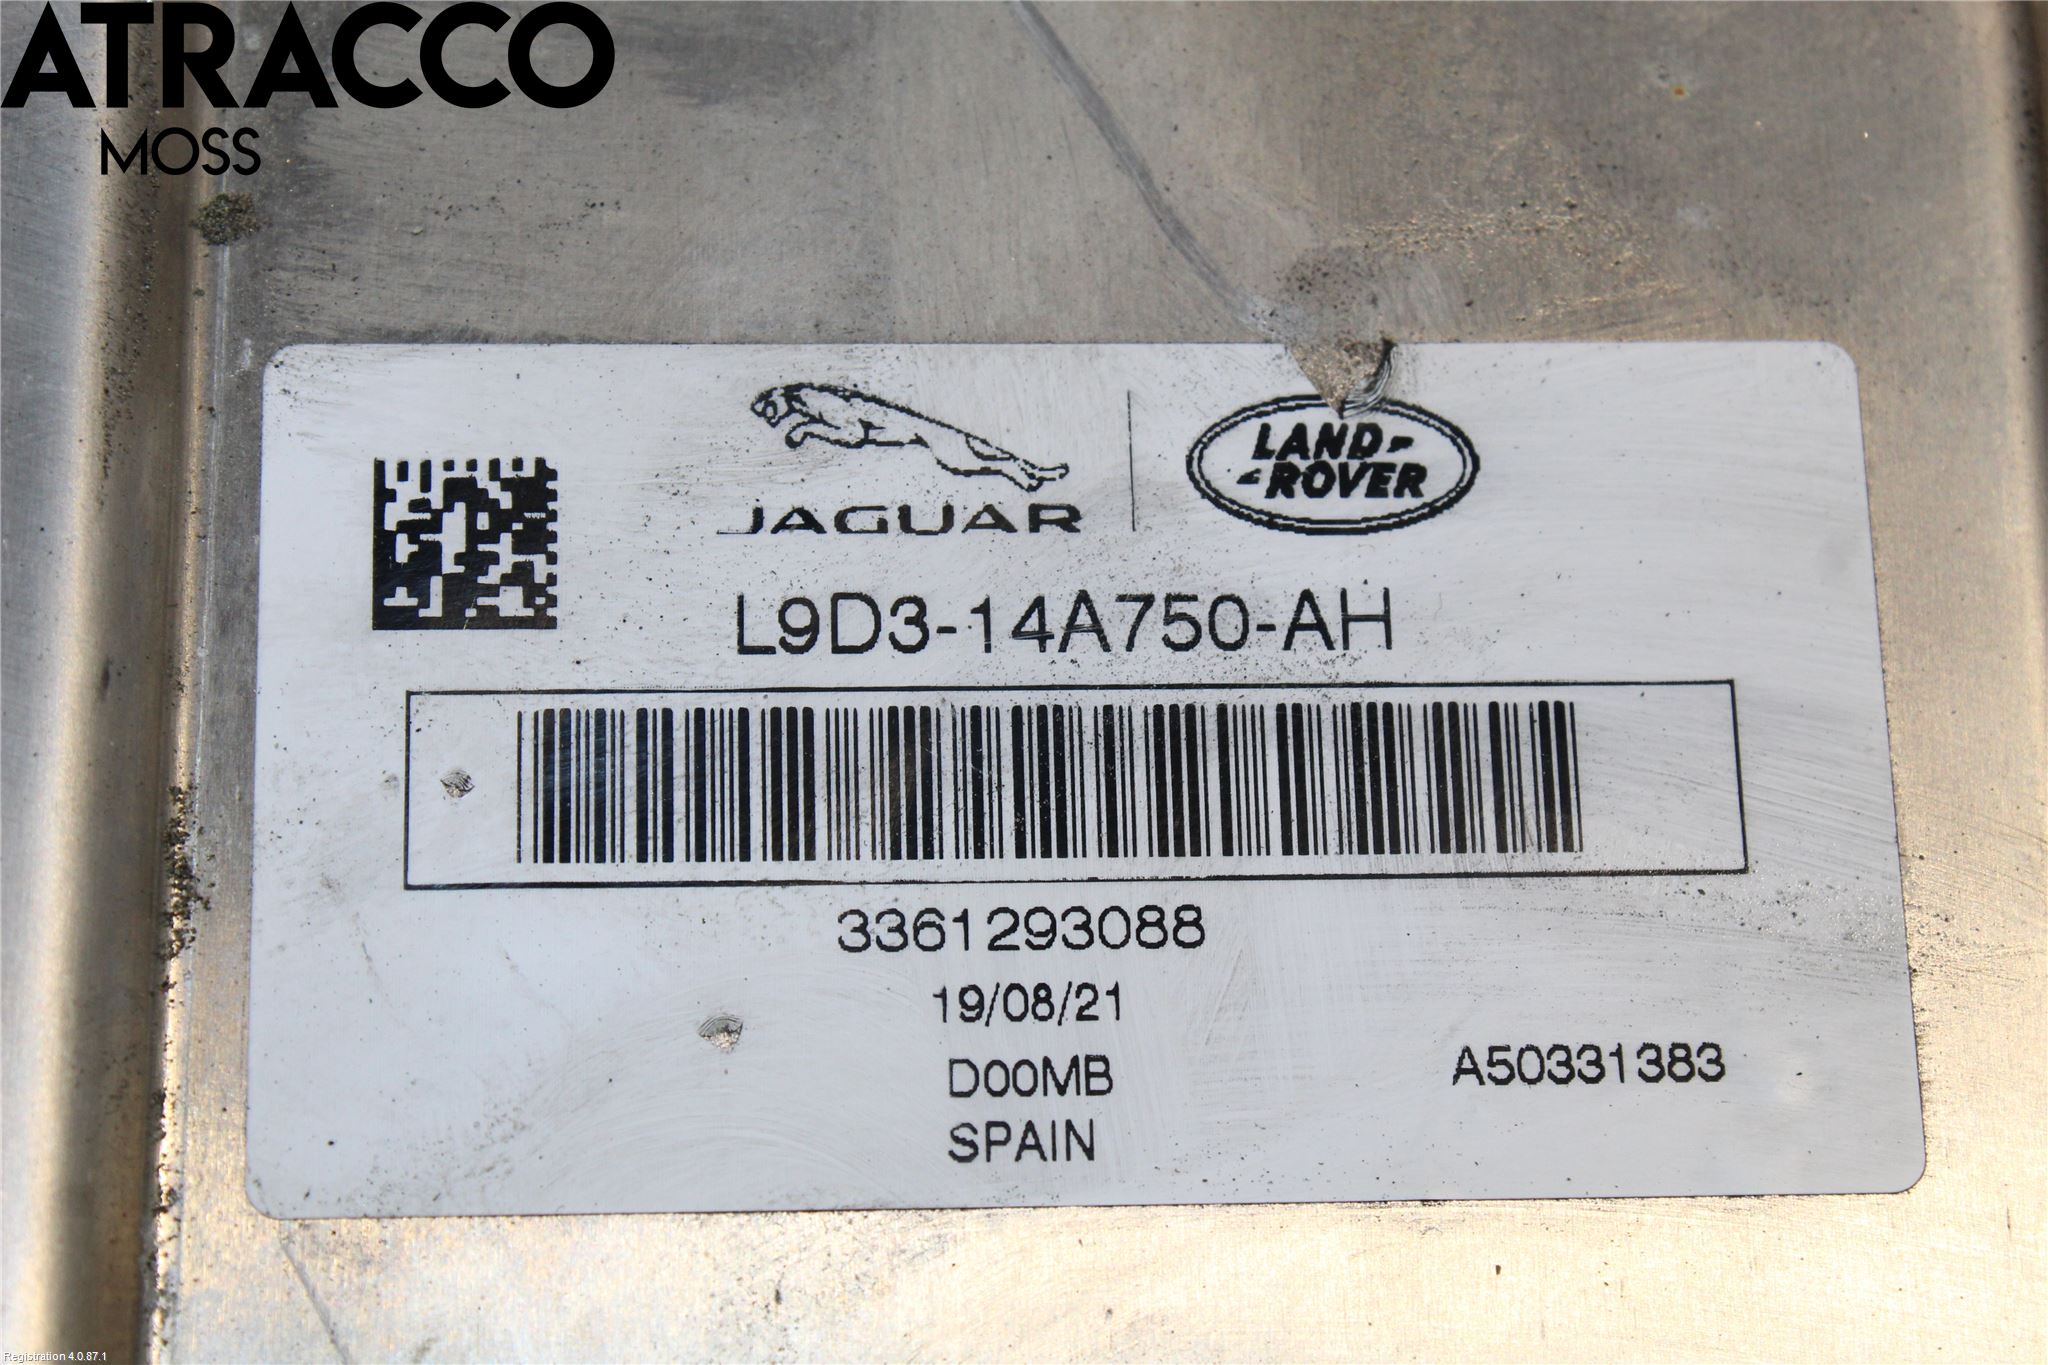 ATRACCO
MOSS
JAGUAR
LAND-
-ROVER
L9D3-14A750-AH
3361293088
19/08/21
D00MB
A50331383
SPAIN
Registration 4.0.87.1